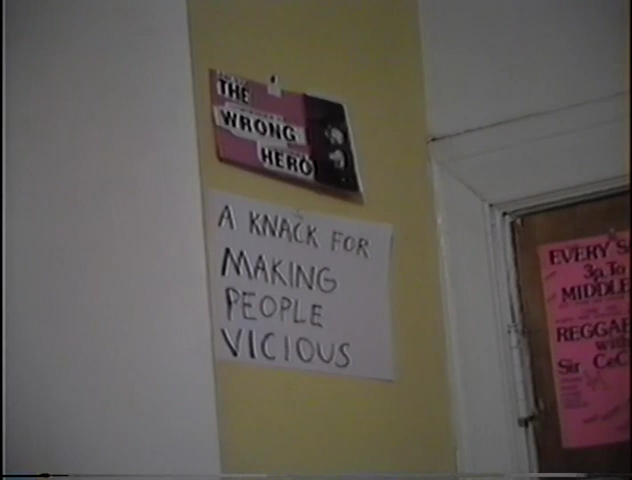 THE
WRONG
HERO
A KNACK FOR
MAKING
PEOPLE
VICIOUS
EVERY
3p.To
MIDDLE
REGGAE
with
Sir CeC